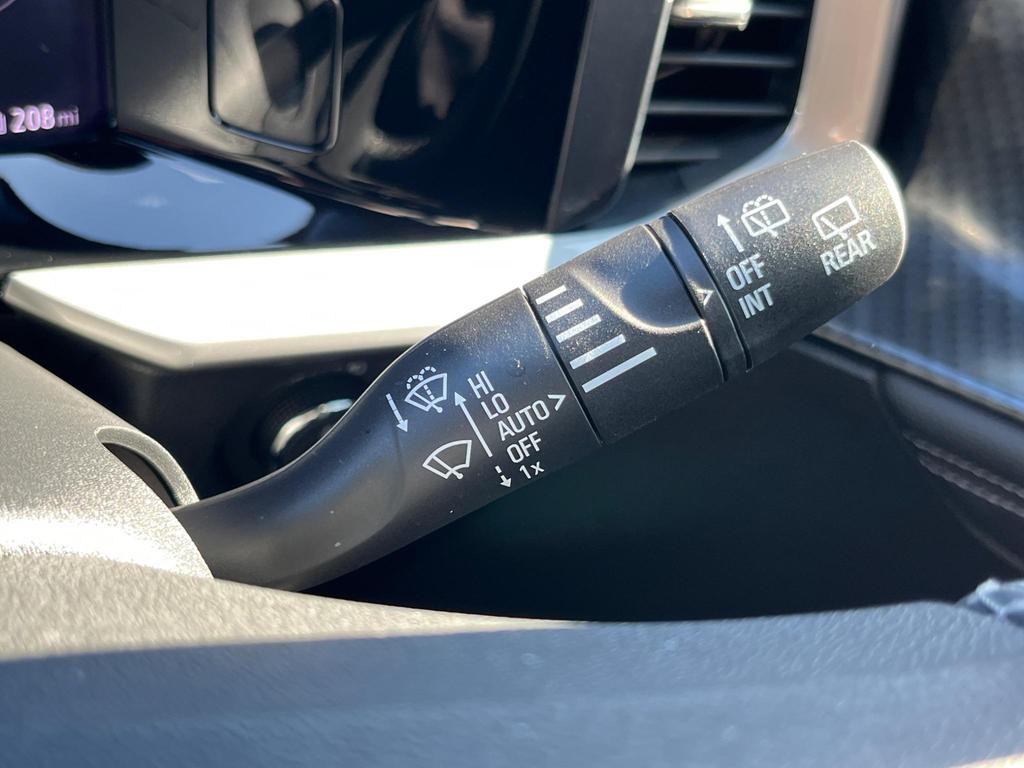 208 mi
OFF
INT
REAR
HI
LO
AUTO >
OFF
1x